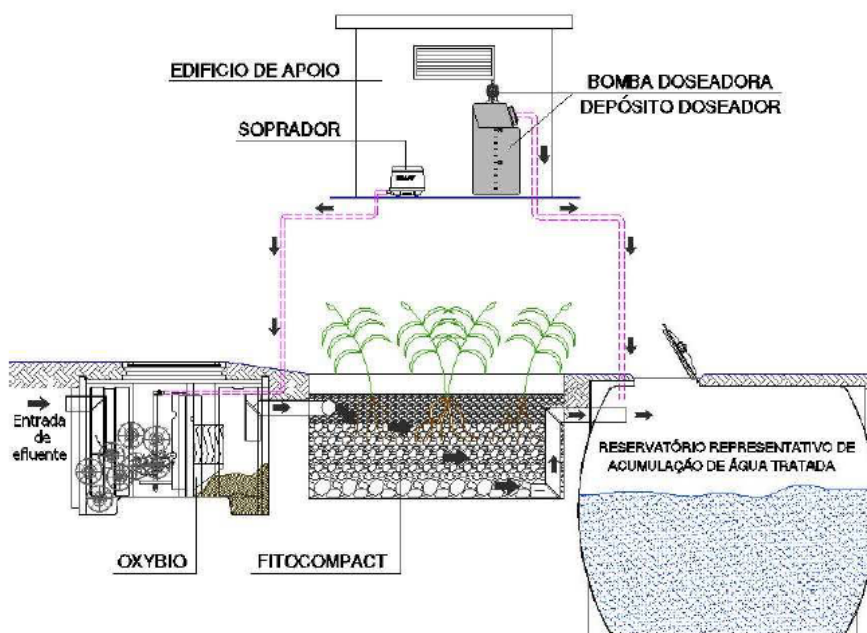 EDIFICIO DE APOIO
BOMBA DOSEADORA
DEPÓSITO DOSEADOR
SOPRADOR
Entrada
de
efluente
RESERVATÓRIO REPRESENTATIVO DE
ACUMULAÇÃO DE ÁGUA TRATADA
OXYBIO
FITOCOMPACT